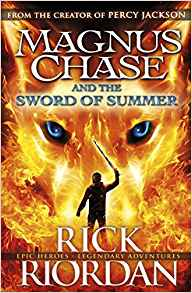 FROM THE CREATOR OF PERCY JACKSON
MAGNUS
CHASE
AND THE
SWORD OF SUMMER
RICK
EPIC HEROES • LEGENDARY ADVENTURES
RIORDAN